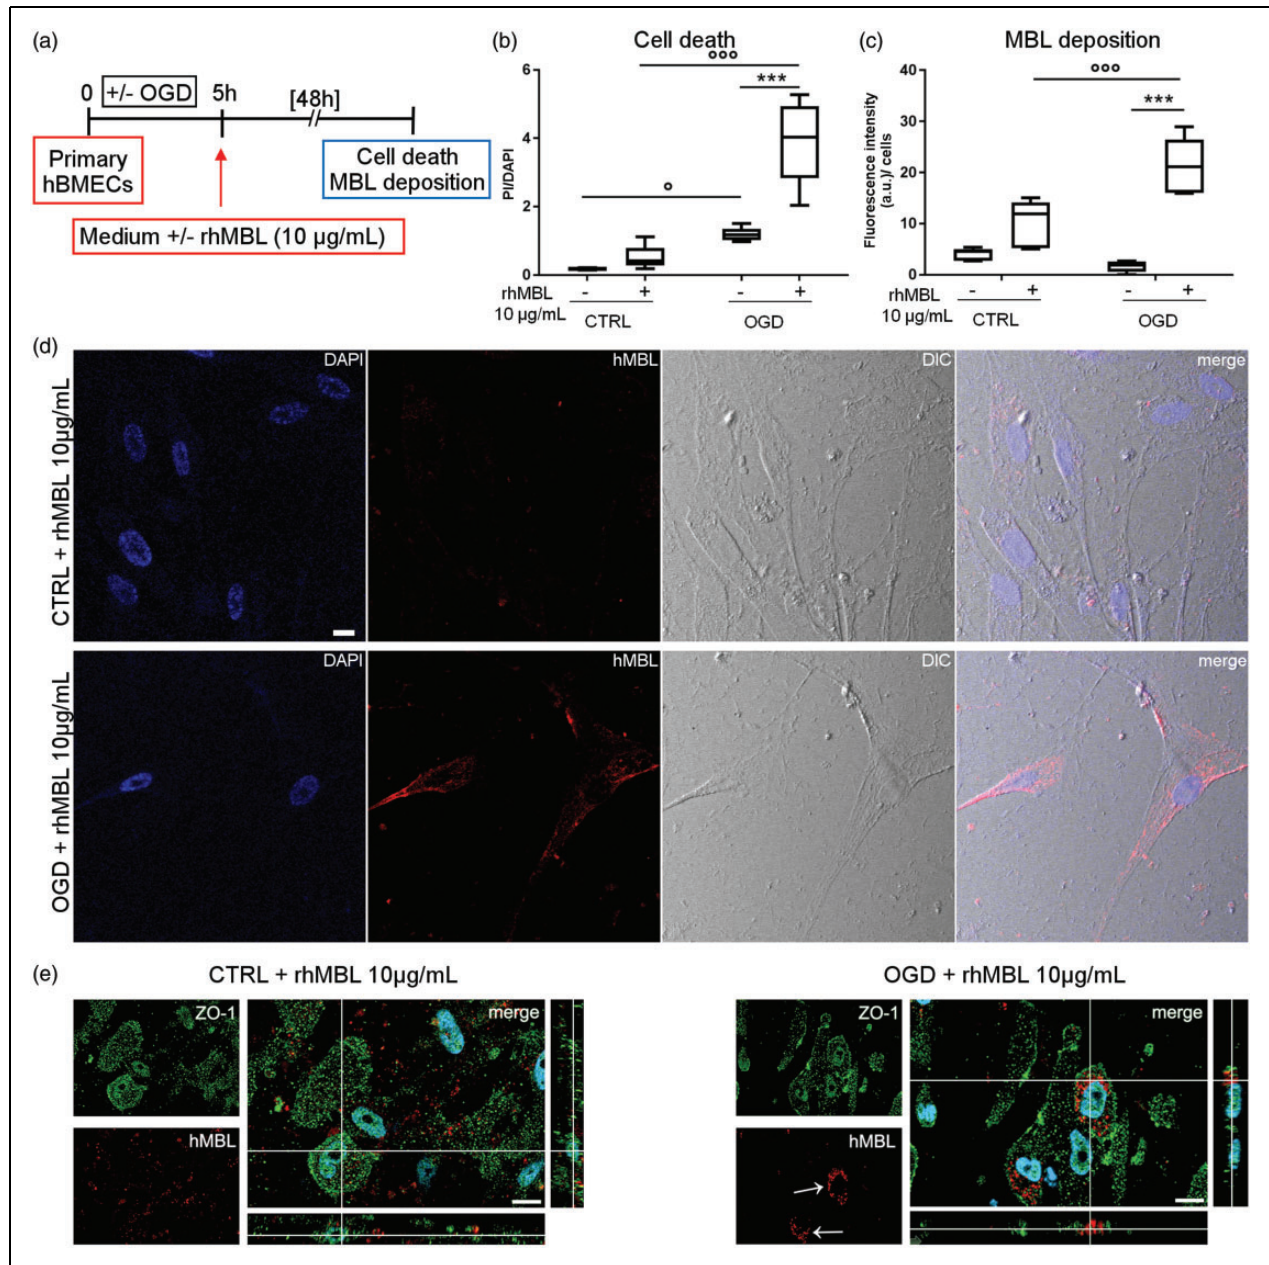 (a)
0 +/- OGD 5h [48h]
Primary
hBMECs
Cell death
MBL deposition
Medium +/- rhMBL (10 µg/mL)
(b)
Cell death
°°°
***
°
PI/DAPI
6
4
2
0
rhMBL - + - +
10 µg/mL CTRL OGD
(c)
MBL deposition
°°°
***
Fluorescence intensity
(a.u.)/ cells
40
30
20
10
0
rhMBL - + - +
10 µg/mL CTRL OGD
(d)
CTRL + rhMBL 10µg/mL
DAPI hMBL DIC merge
OGD + rhMBL 10µg/mL
DAPI hMBL DIC merge
(e)
CTRL + rhMBL 10µg/mL
ZO-1 merge
hMBL
OGD + rhMBL 10µg/mL
ZO-1 merge
hMBL